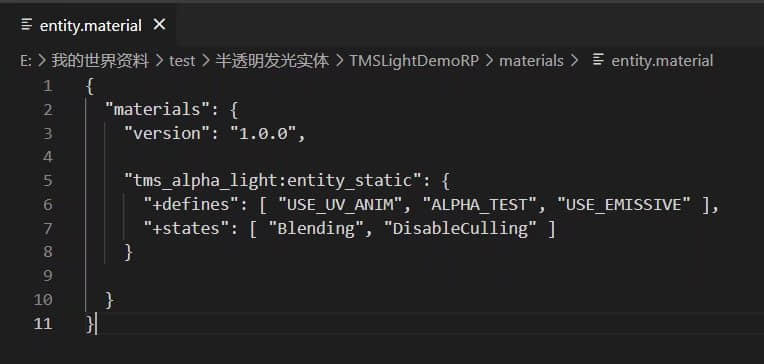 entity.material ×
E: > 我的世界资料 > test > 半透明发光实体 > TMSLightDemoRP > materials > entity.material
1 {
2 "materials": {
3 "version": "1.0.0",
4
5 "tms_alpha_light:entity_static": {
6 "+defines": [ "USE_UV_ANIM", "ALPHA_TEST", "USE_EMISSIVE" ],
7 "+states": [ "Blending", "DisableCulling" ]
8 }
9
10 }
11 }